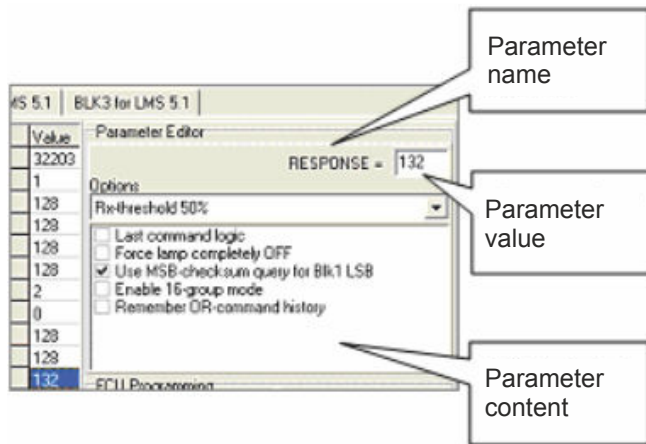 Parameter
name
MS 5.1 BLK3 for LMS 5.1
Value
Parameter Editor
32203
RESPONSE = 132
1
Options
128
Rx-threshold 50%
128
Last command logic
128
Force lamp completely OFF
128
✔ Use MSB-checksum query for Blk1 LSB
2
Enable 16-group mode
0
Remember OR-command history
128
128
132
ECU Programming
Parameter
value
Parameter
content